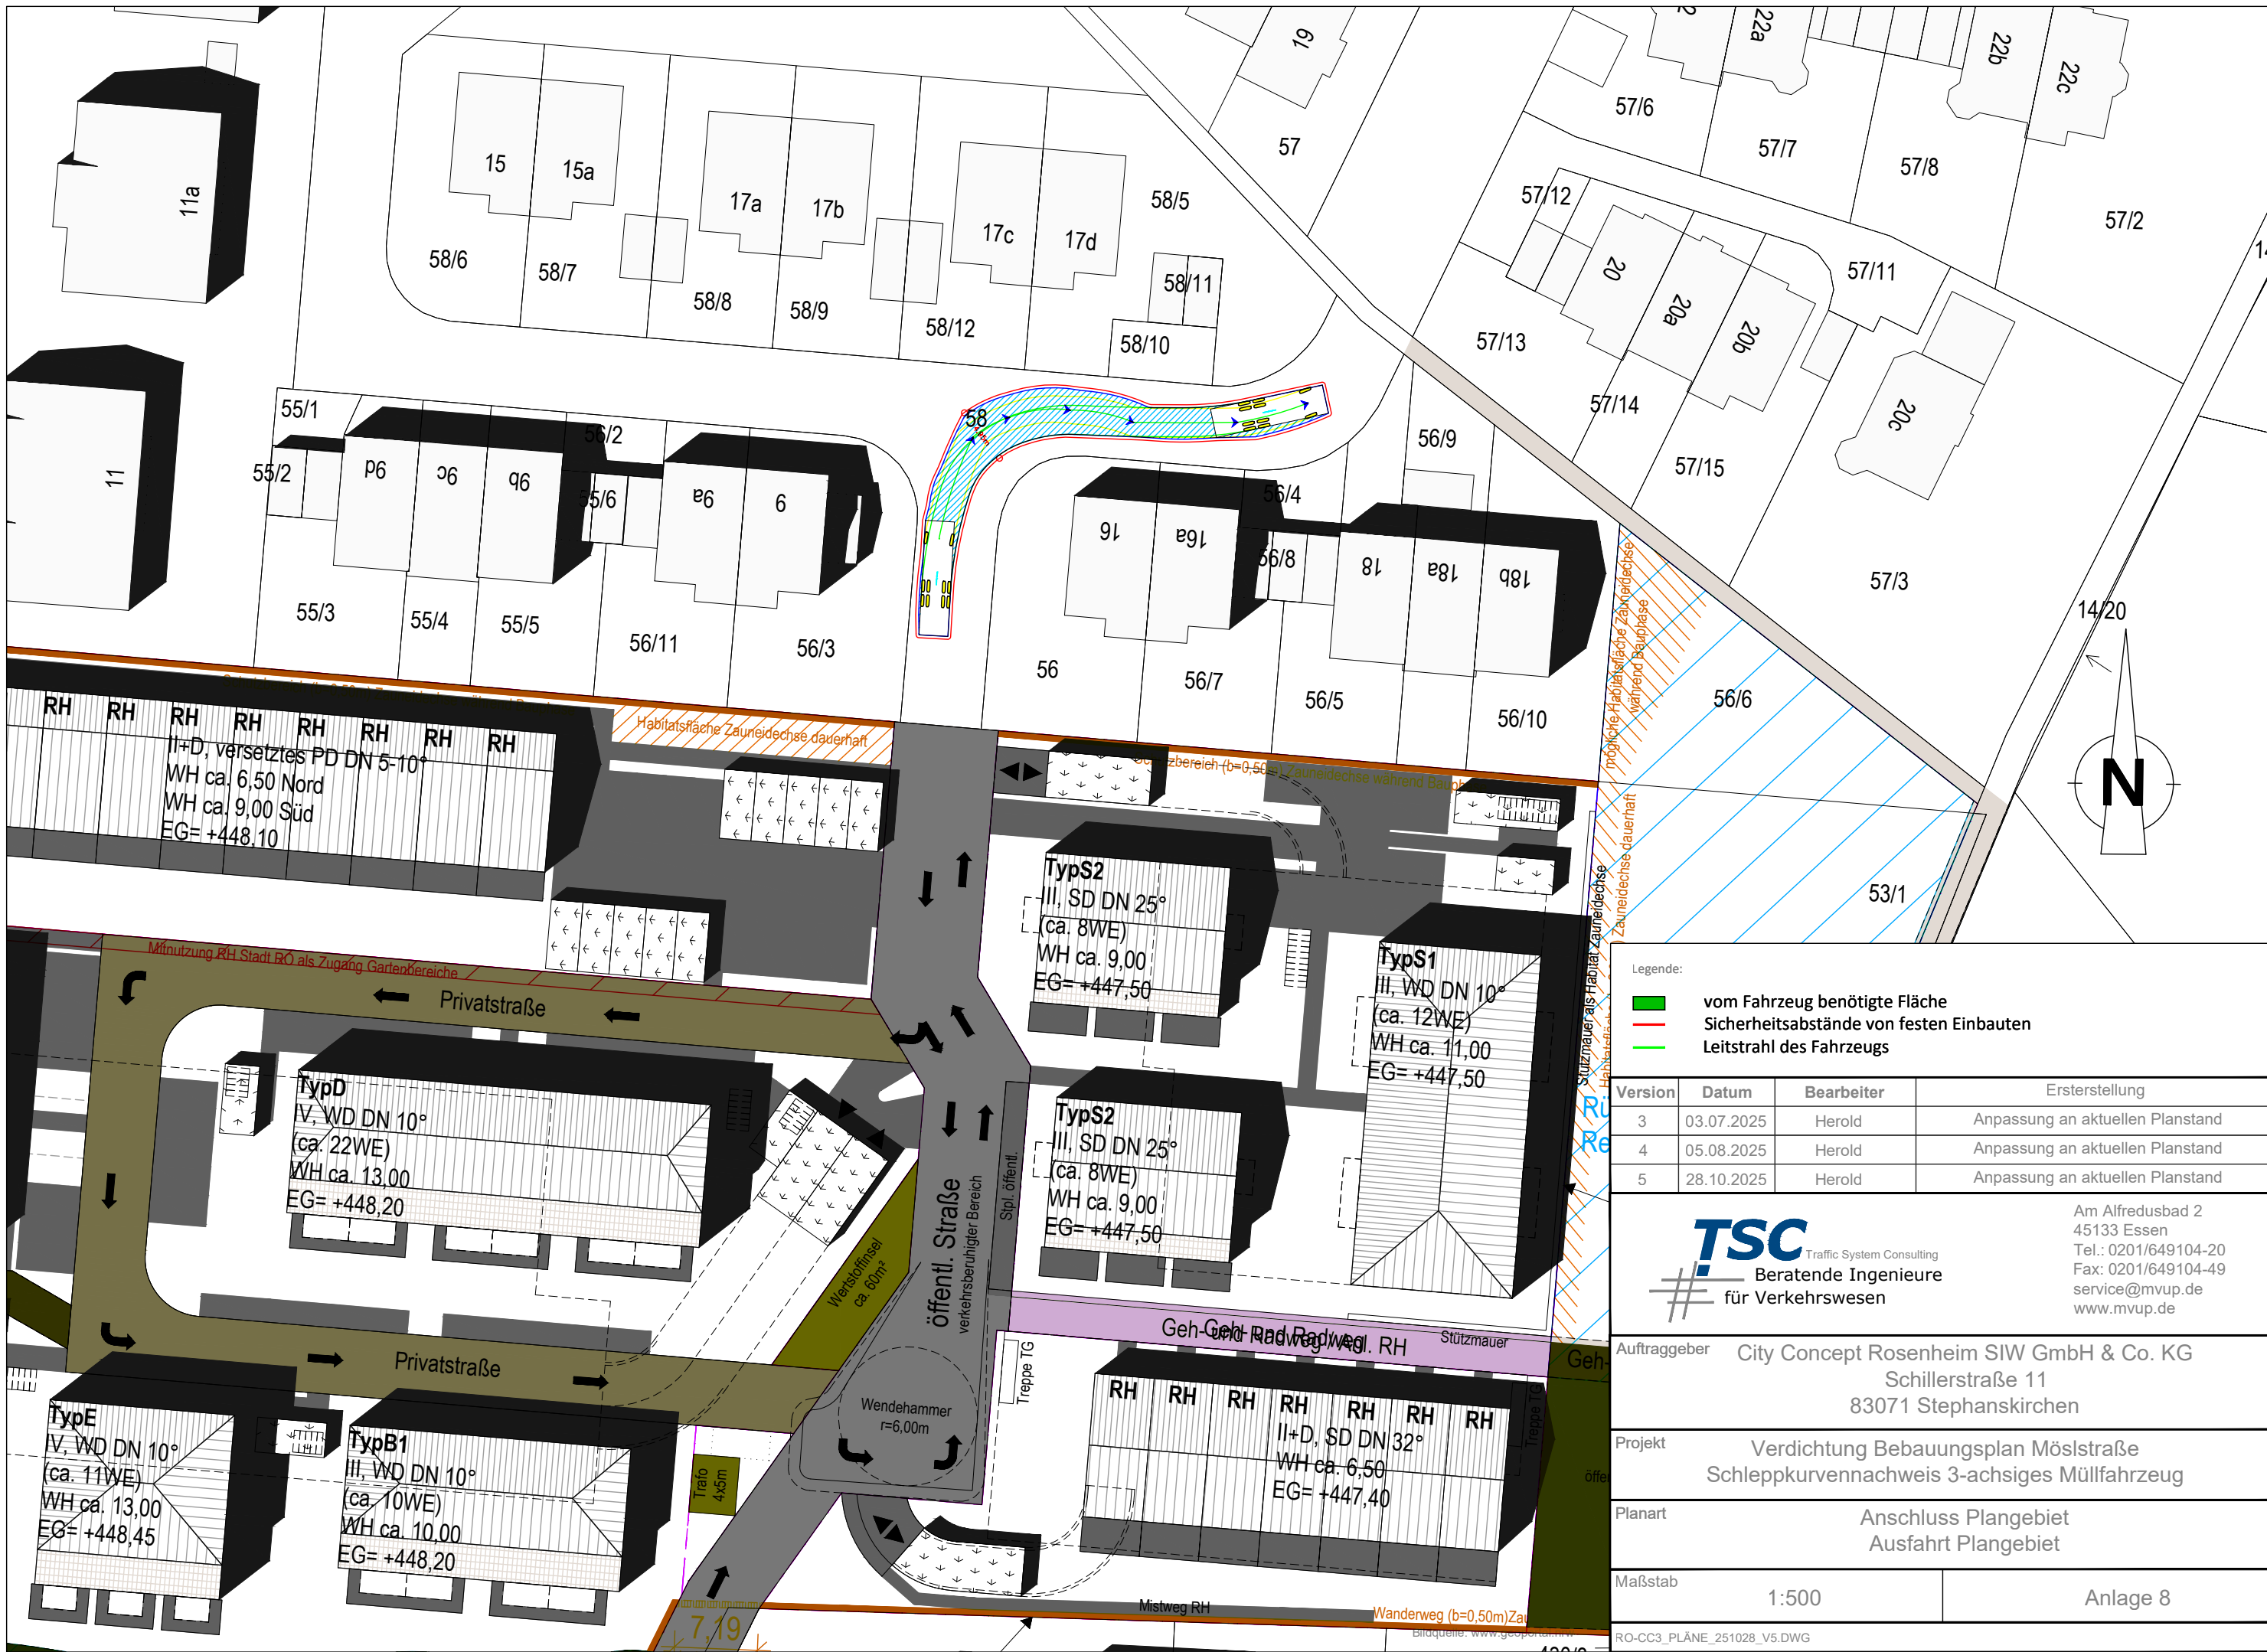 61
22a
22b
22c
57/6
57
57/7
57/8
15
15a
17a
17b
58/5
11a
57/12
17c
17d
57/2
58/6
58/7
20
57/11
58/8
58/9
58/11
20a
58/12
20b
58/10
57/13
55/1
57/14
58
20c
56/2
56/9
55/2
9d
9c
9b
57/15
11
55/6
9a
9
56/4
16
16a
56/8
18
18a
18b
57/3
55/3
55/4
55/5
14/20
56/11
56/3
mögliche Habitatsfläche Zauneidechse
während Bauphase
56
56/7
56/5
56/6
56/10
Habitatsfläche Zauneidechse dauerhaft
RH RH RH RH RH RH RH RH
II+D, versetztes PD DN 5-10°
WH ca. 6,50 Nord
WH ca. 9,00 Süd
EG= +448,10
N
53/1
TypS2
III, SD DN 25°
(ca. 8WE)
WH ca. 9,00
EG= +447,50
TypS1
III, WD DN 10°
(ca. 12WE)
WH ca. 11,00
EG= +447,50
Stützmauer als Habitat Zauneidechse
Mitnutzung RH Stadt RO als Zugang Gartenbereiche
Privatstraße
TypD
IV, WD DN 10°
(ca. 22WE)
WH ca. 13,00
EG= +448,20
TypS2
III, SD DN 25°
(ca. 8WE)
WH ca. 9,00
EG= +447,50
Stpl. öffentl.
öffentl. Straße
verkehrsberuhigter Bereich
Wertstoffinsel
ca. 60m²
Geh- und Radweg / Agl. RH
Stützmauer
Geh-
Privatstraße
Treppe TG
Wendehammer
r=6,00m
RH RH RH RH RH RH RH
II+D, SD DN 32°
WH ca. 6,50
EG= +447,40
Treppe TG
TypE
IV, WD DN 10°
(ca. 11WE)
WH ca. 13,00
EG= +448,45
TypB1
III, WD DN 10°
(ca. 10WE)
WH ca. 10,00
EG= +448,20
Trafo
4x5m
Mistweg RH
7,19
Wanderweg (b=0,50m)Zau
Legende:
vom Fahrzeug benötigte Fläche
Sicherheitsabstände von festen Einbauten
Leitstrahl des Fahrzeugs
Version Datum Bearbeiter Ersterstellung
3 03.07.2025 Herold Anpassung an aktuellen Planstand
4 05.08.2025 Herold Anpassung an aktuellen Planstand
5 28.10.2025 Herold Anpassung an aktuellen Planstand
TSC Traffic System Consulting
Beratende Ingenieure
für Verkehrswesen
Am Alfredusbad 2
45133 Essen
Tel.: 0201/649104-20
Fax: 0201/649104-49
service@mvup.de
www.mvup.de
Auftraggeber City Concept Rosenheim SIW GmbH & Co. KG
Schillerstraße 11
83071 Stephanskirchen
Projekt Verdichtung Bebauungsplan Möslstraße
Schleppkurvennachweis 3-achsiges Müllfahrzeug
Planart Anschluss Plangebiet
Ausfahrt Plangebiet
Maßstab 1:500 Anlage 8
RO-CC3_PLÄNE_251028_V5.DWG